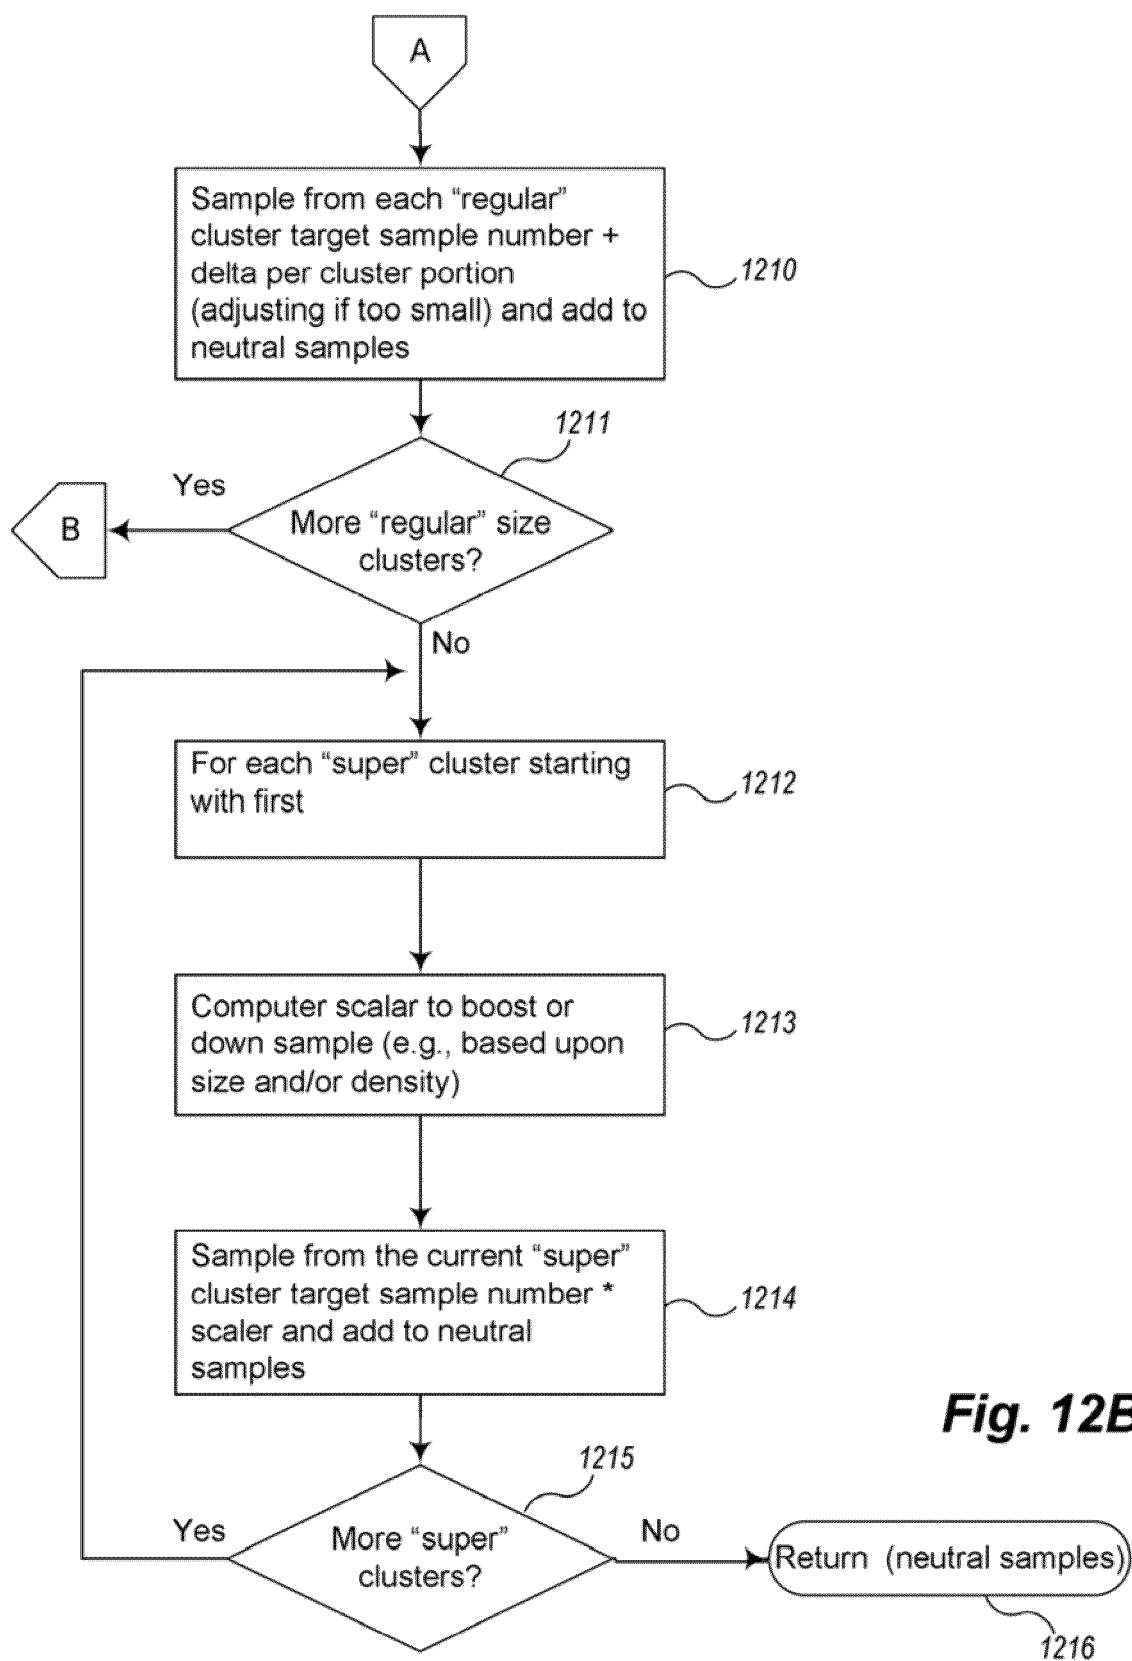 A
Sample from each “regular”
cluster target sample number +
delta per cluster portion
(adjusting if too small) and add to
neutral samples
1210
1211
Yes
More “regular” size
clusters?
B
No
For each “super” cluster starting
with first
1212
Computer scalar to boost or
down sample (e.g., based upon
size and/or density)
1213
Sample from the current “super”
cluster target sample number *
scaler and add to neutral
samples
1214
Fig. 12B
1215
Yes
More “super”
clusters?
No
Return (neutral samples)
1216